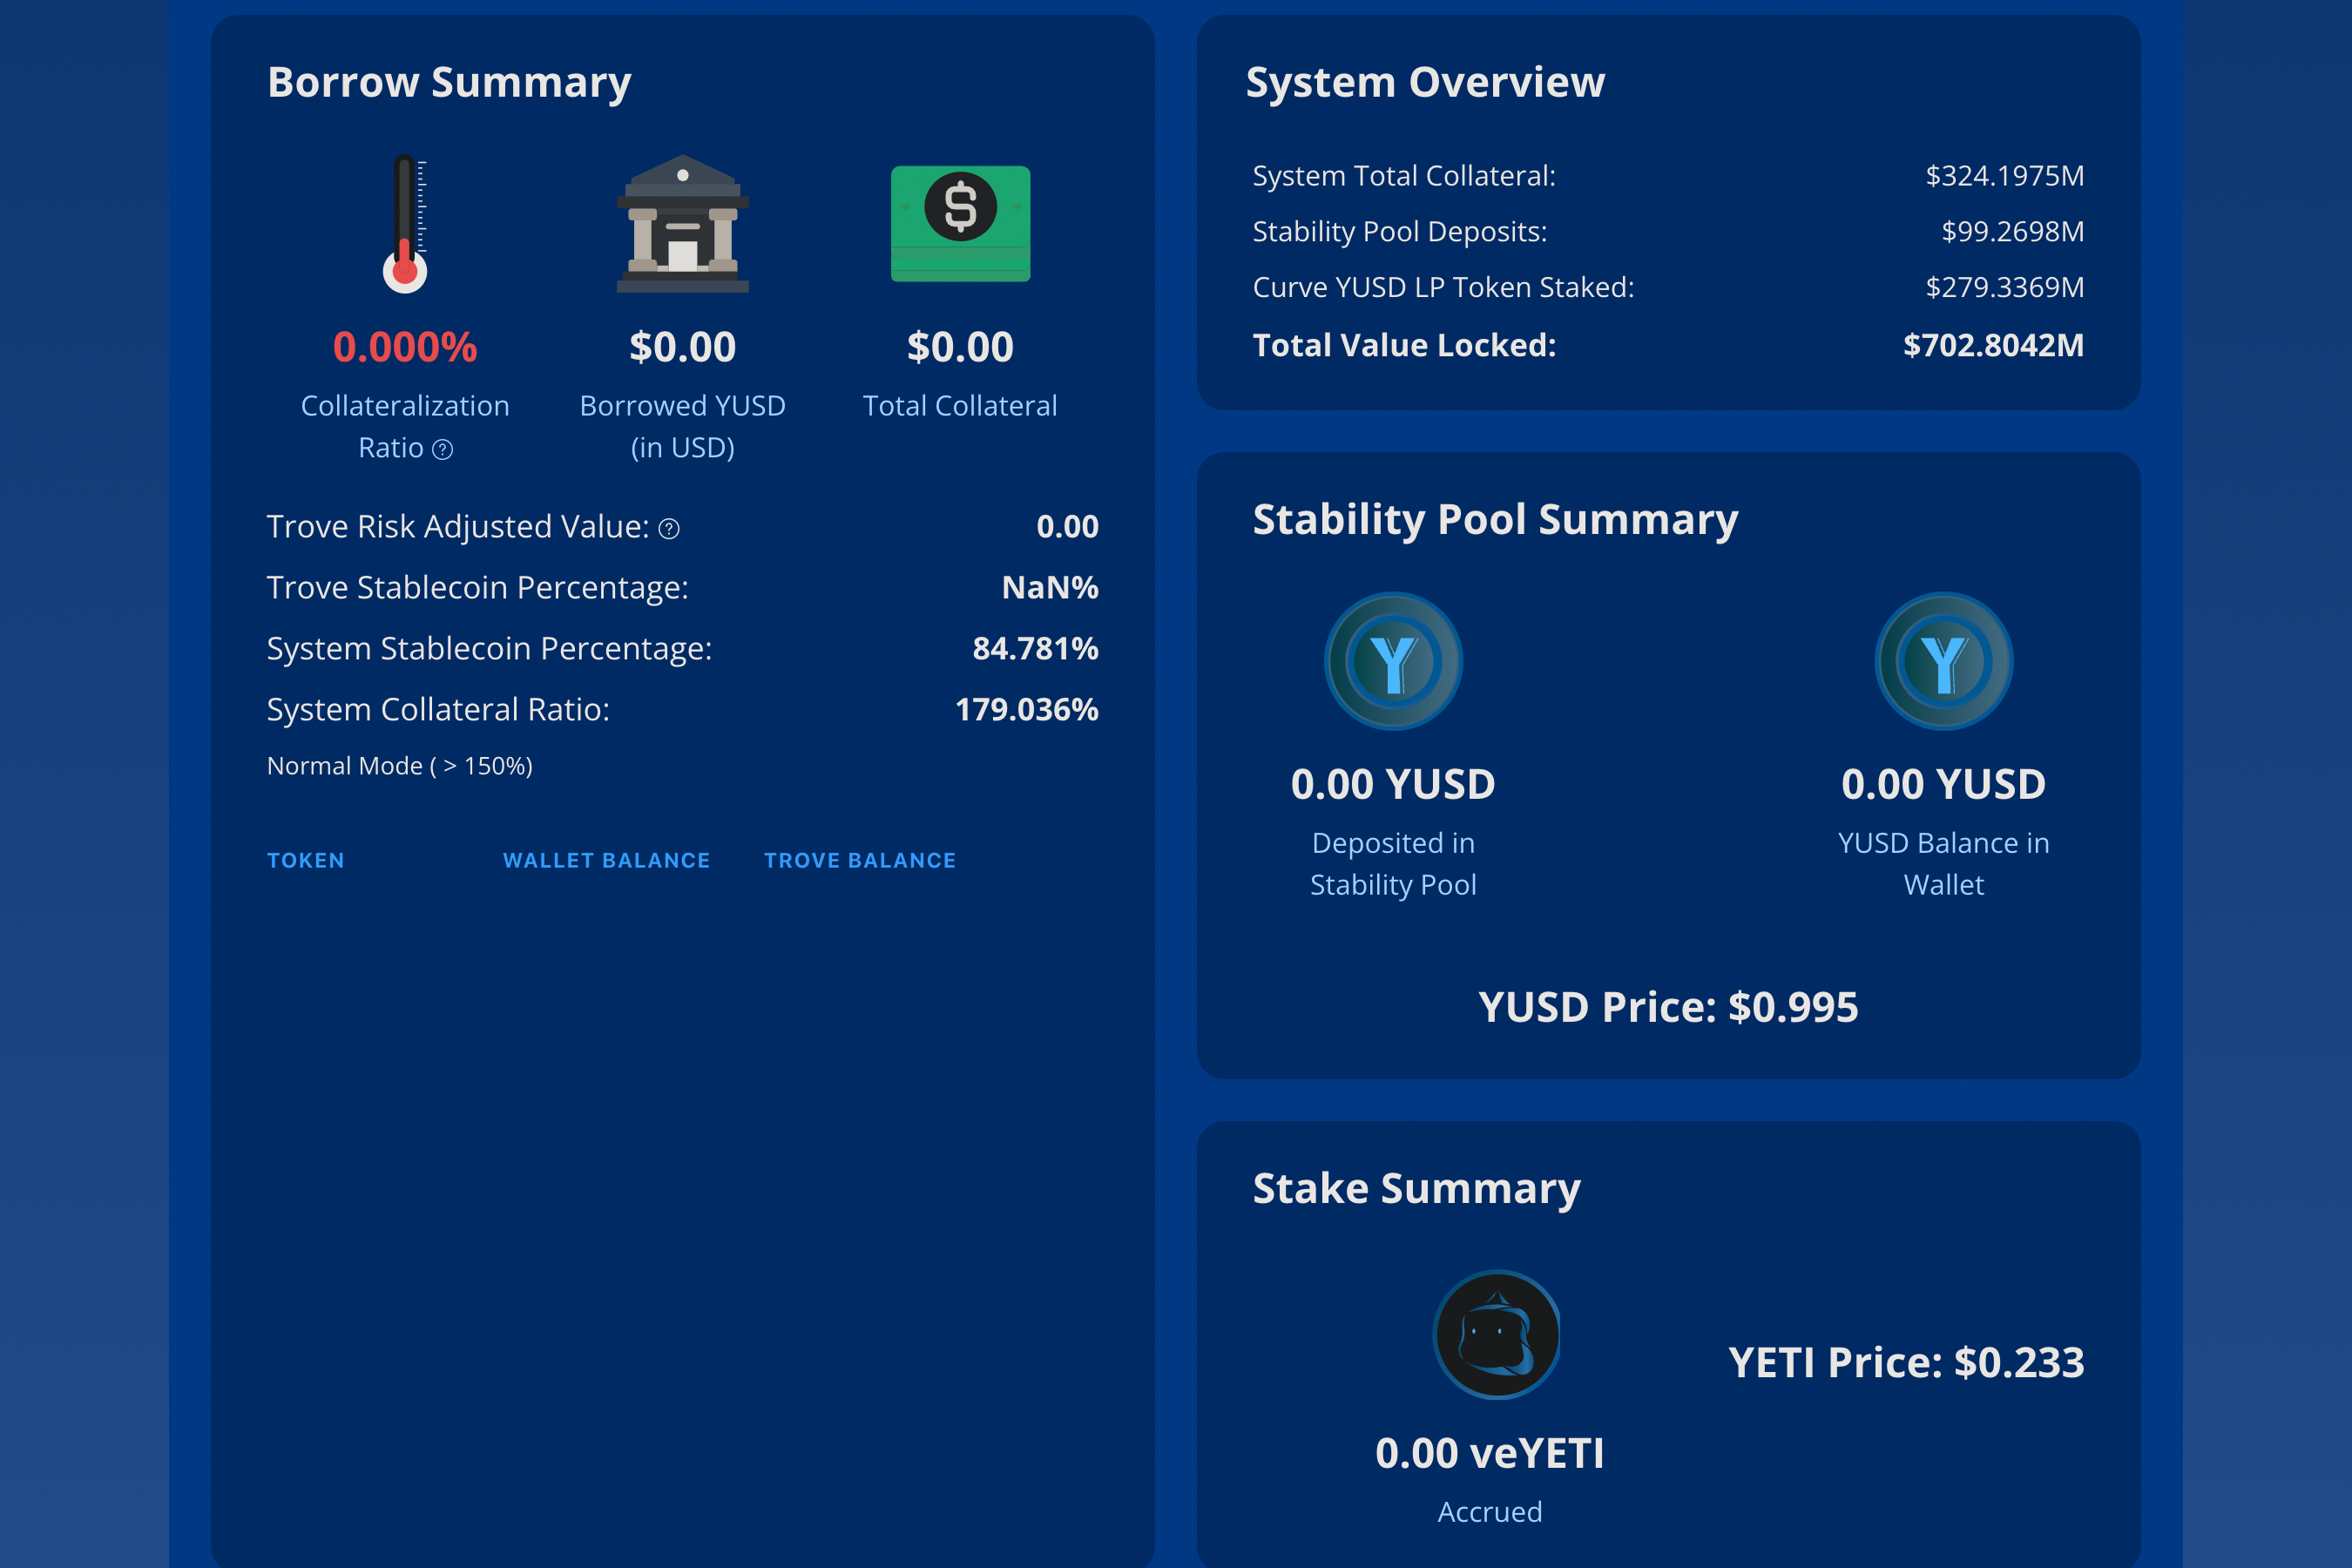 Borrow Summary
0.000%
Collateralization
Ratio ?
$0.00
Borrowed YUSD
(in USD)
$0.00
Total Collateral
Trove Risk Adjusted Value: ? 0.00
Trove Stablecoin Percentage: NaN%
System Stablecoin Percentage: 84.781%
System Collateral Ratio: 179.036%
Normal Mode ( > 150%)
TOKEN WALLET BALANCE TROVE BALANCE
System Overview
System Total Collateral: $324.1975M
Stability Pool Deposits: $99.2698M
Curve YUSD LP Token Staked: $279.3369M
Total Value Locked: $702.8042M
Stability Pool Summary
Y
0.00 YUSD
Deposited in
Stability Pool
Y
0.00 YUSD
YUSD Balance in
Wallet
YUSD Price: $0.995
Stake Summary
0.00 veYETI
Accrued
YETI Price: $0.233